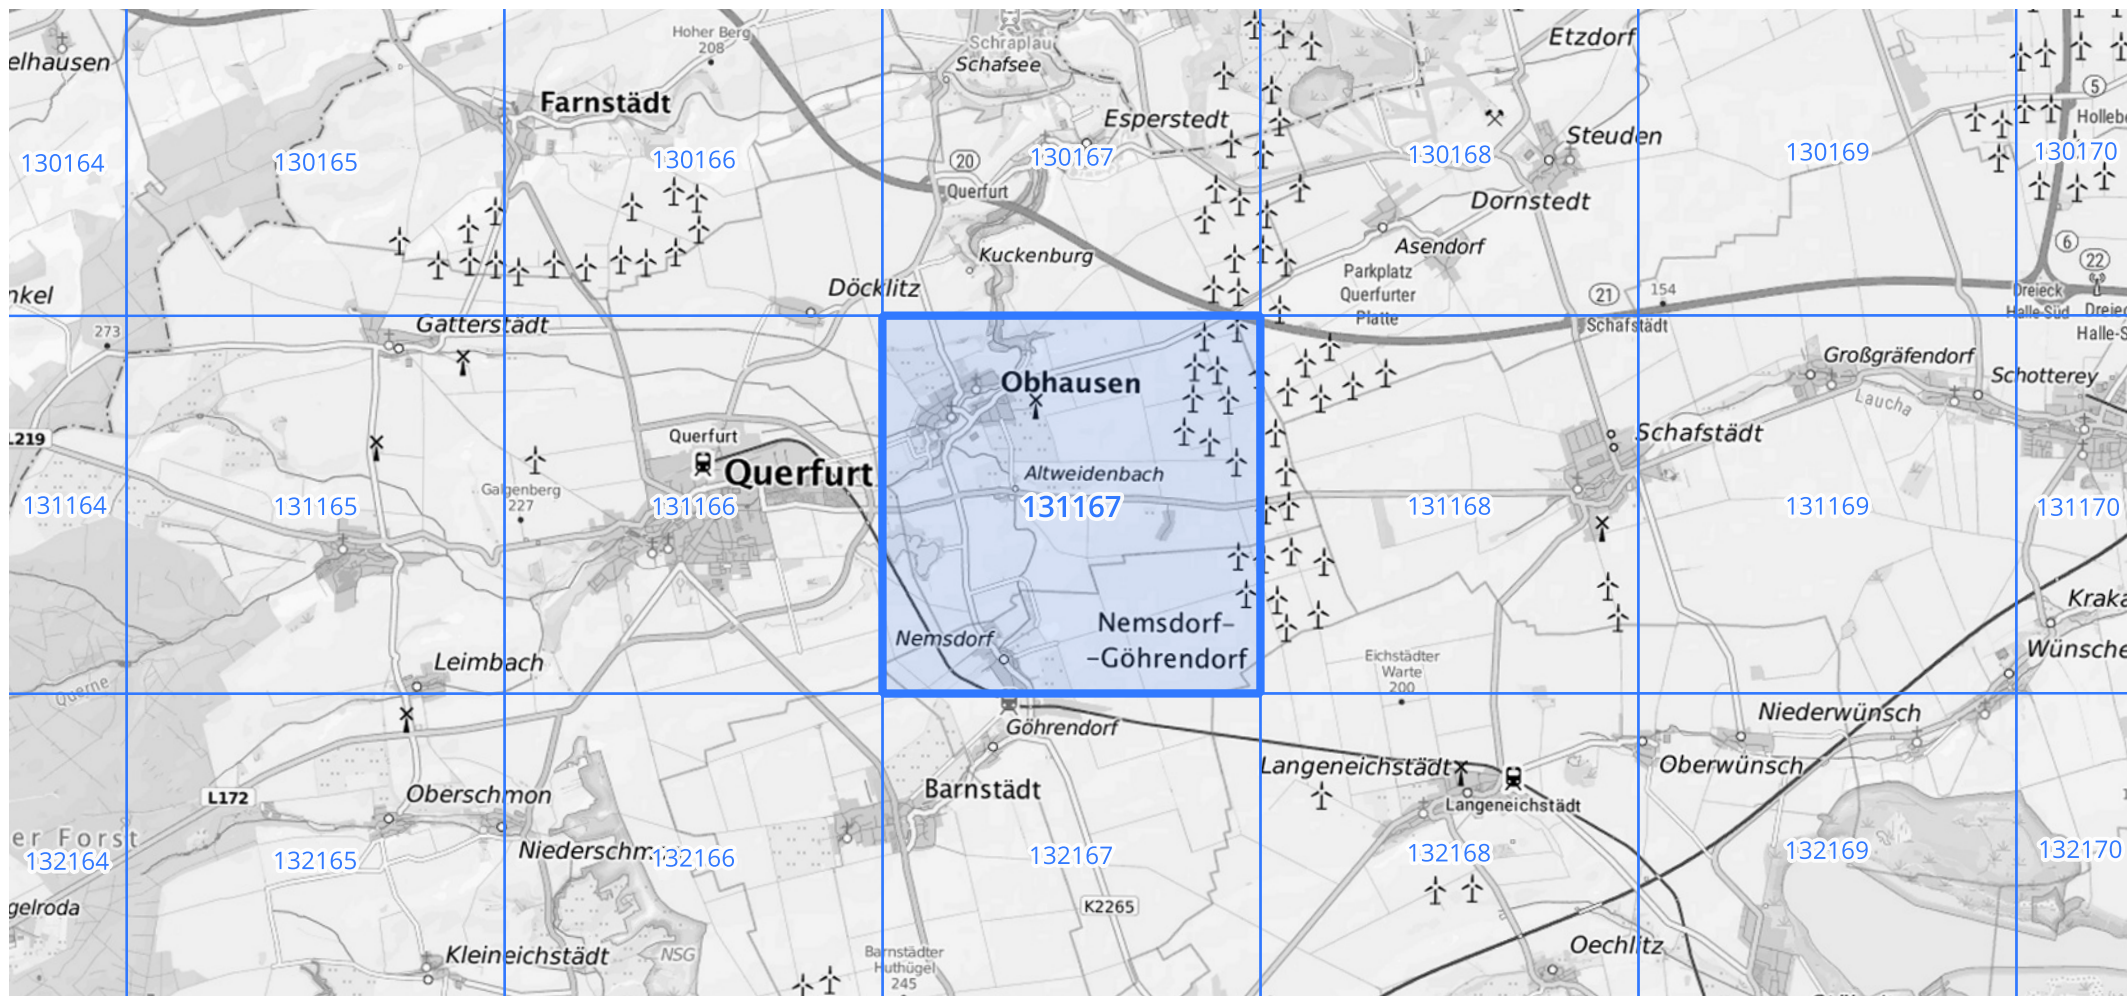 Hoher Berg
208
Schraplau
Schafsee
Etzdorf
elhausen
5
Farnstädt
Esperstedt
Holleb
Steuden
130164
130165
130166
20
130167
130168
130169
130170
Querfurt
Dornstedt
Kuckenburg
Asendorf
6
22
Parkplatz
Querfurter
Platte
nkel
Döcklitz
21
154
Dreieck
Halle-Süd
Dreiec
Halle-S
273
Gatterstädt
Schafstädt
Großgräfendorf
Schotterey
Obhausen
Laucha
L219
Querfurt
Querfurt
Schafstädt
Altweidenbach
Galgenberg
227
131164
131165
131166
131167
131168
131169
131170
Kraka
Nemsdorf-
-Göhrendorf
Nemsdorf
Leimbach
Eichstädter
Warte
200
Wünsche
Querne
Göhrendorf
Niederwünsch
Langeneichstädt
Oberwünsch
L172
Oberschmon
Barnstädt
Langeneichstädt
er Forst
132164
132165
Niederschm
132166
132167
132168
132169
132170
gelroda
K2265
Kleineichstädt
NSG
Barnstädter
Huthügel
245
Oechlitz